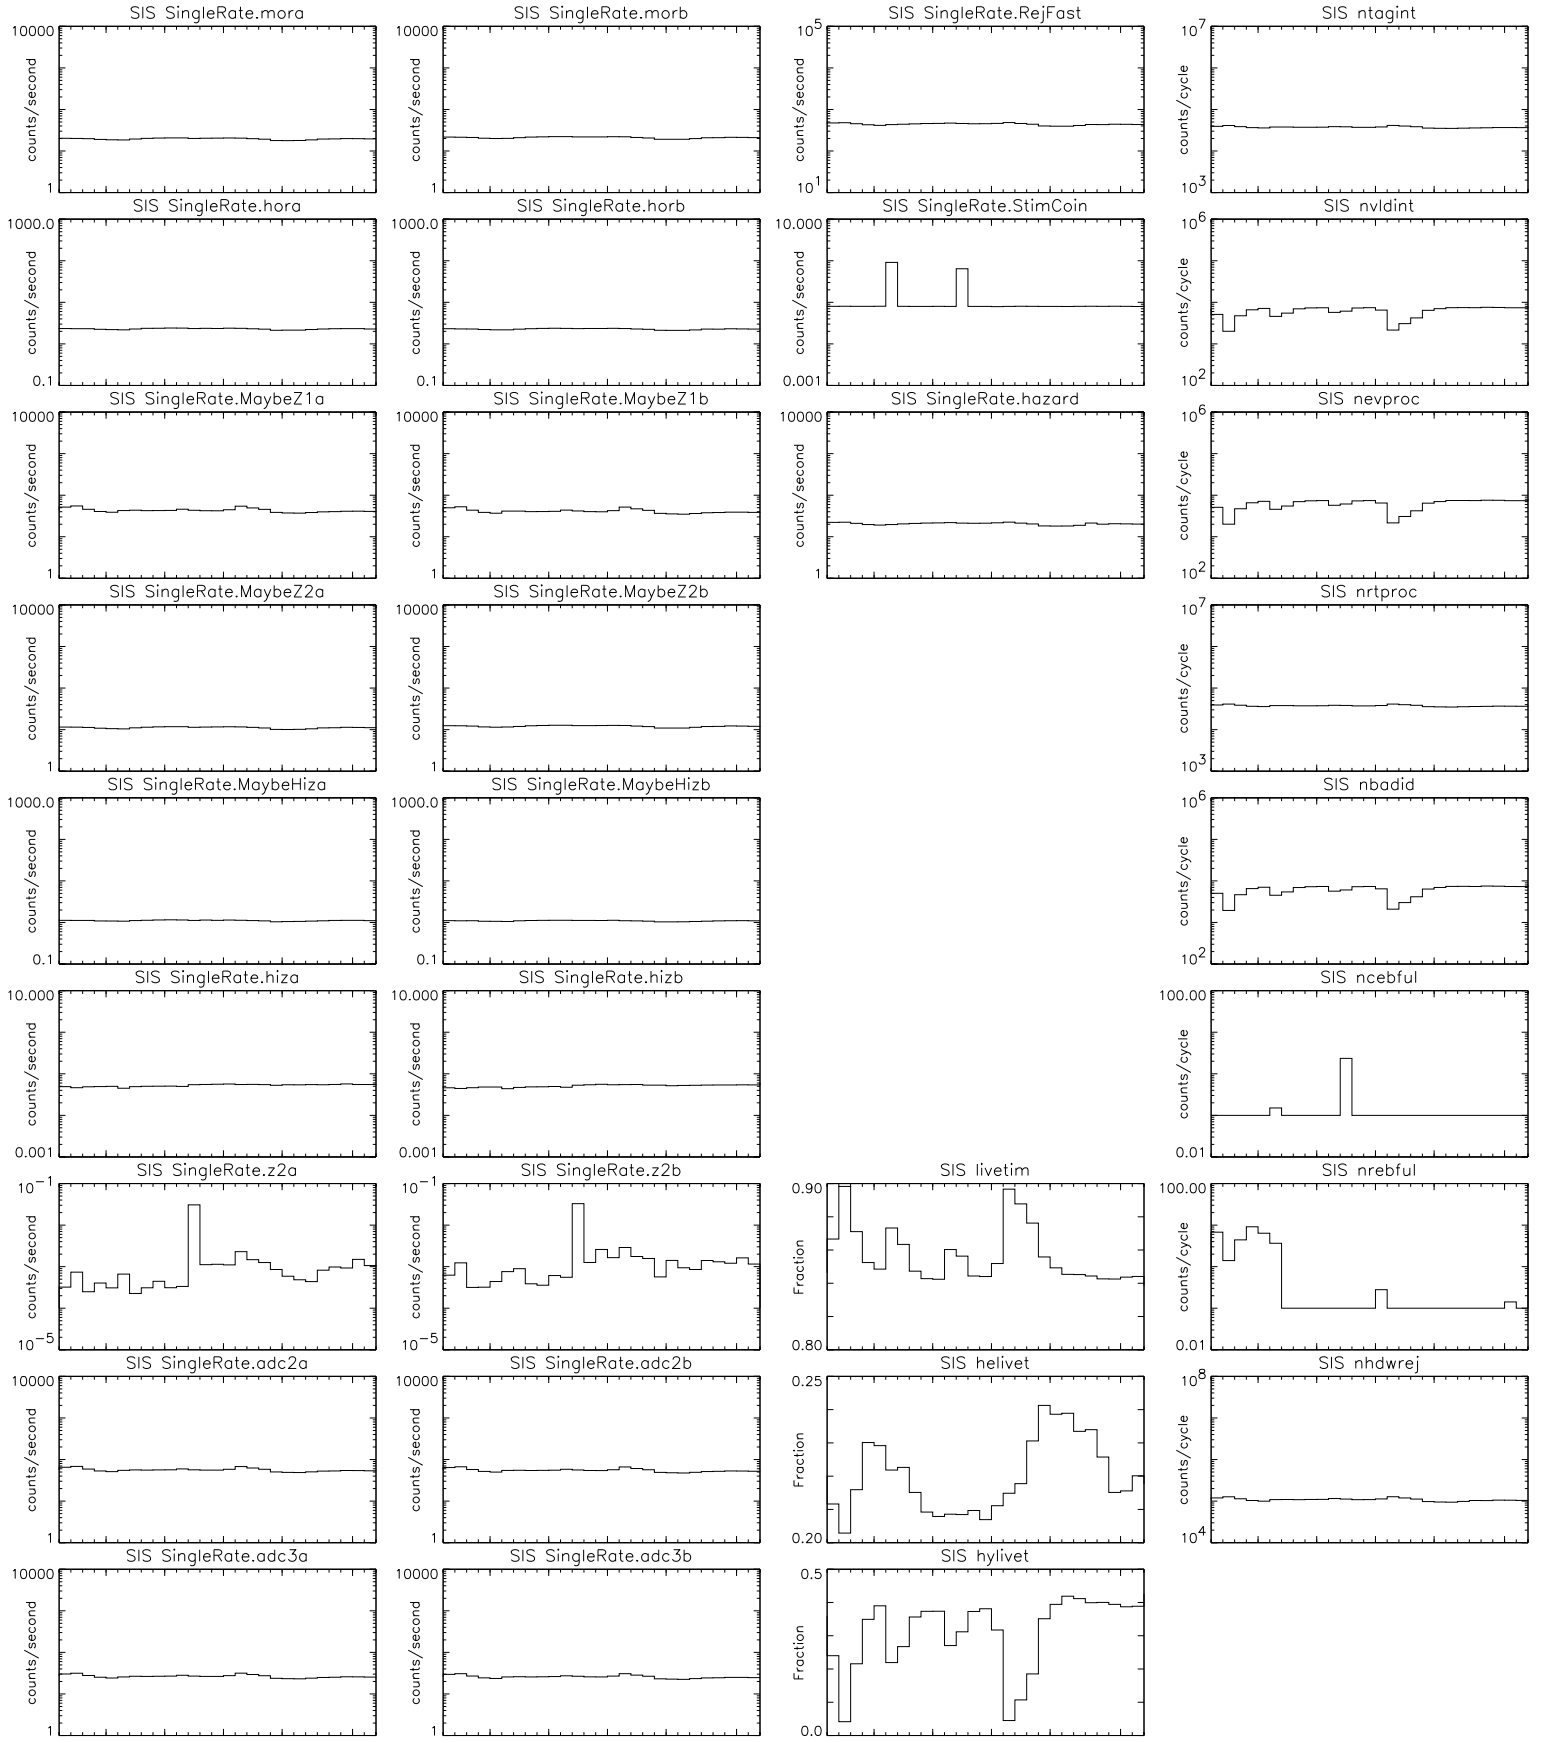 SIS SingleRate.mora SIS SingleRate.morb SIS SingleRate.RejFast SIS ntagint
10000 10000 10^5 10^7
counts/second counts/second counts/second counts/cycle
1 1 10^1 10^3
SIS SingleRate.hora SIS SingleRate.horb SIS SingleRate.StimCoin SIS nvldint
1000.0 1000.0 10.000 10^6
counts/second counts/second counts/second counts/cycle
0.1 0.1 0.001 10^2
SIS SingleRate.MaybeZ1a SIS SingleRate.MaybeZ1b SIS SingleRate.hazard SIS nevproc
10000 10000 10000 10^6
counts/second counts/second counts/second counts/cycle
1 1 1 10^2
SIS SingleRate.MaybeZ2a SIS SingleRate.MaybeZ2b SIS nrtproc
10000 10000 10^7
counts/second counts/second counts/cycle
1 1 10^3
SIS SingleRate.MaybeHiza SIS SingleRate.MaybeHizb SIS nbadid
1000.0 1000.0 10^6
counts/second counts/second counts/cycle
0.1 0.1 10^2
SIS SingleRate.hiza SIS SingleRate.hizb SIS ncebful
10.000 10.000 100.00
counts/second counts/second counts/cycle
0.001 0.001 0.01
SIS SingleRate.z2a SIS SingleRate.z2b SIS livetim SIS nrebful
10^-1 10^-1 0.90 100.00
counts/second counts/second Fraction counts/cycle
10^-5 10^-5 0.80 0.01
SIS SingleRate.adc2a SIS SingleRate.adc2b SIS helivet SIS nhdwrej
10000 10000 0.25 10^8
counts/second counts/second Fraction counts/cycle
1 1 0.20 10^4
SIS SingleRate.adc3a SIS SingleRate.adc3b SIS hylivet
10000 10000 0.5
counts/second counts/second Fraction
1 1 0.0